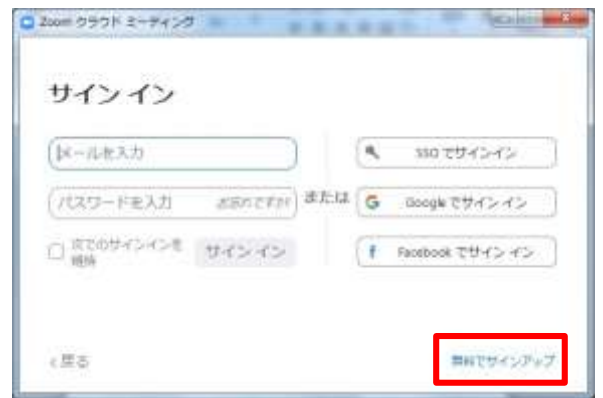 Zoom クラウド ミーティング
サイン イン
メールを入力
パスワードを入力 お忘れですか
次でのサインインを
維持
サイン イン
または
SSO でサインイン
Google でサイン イン
Facebook でサイン イン
< 戻る
無料でサインアップ